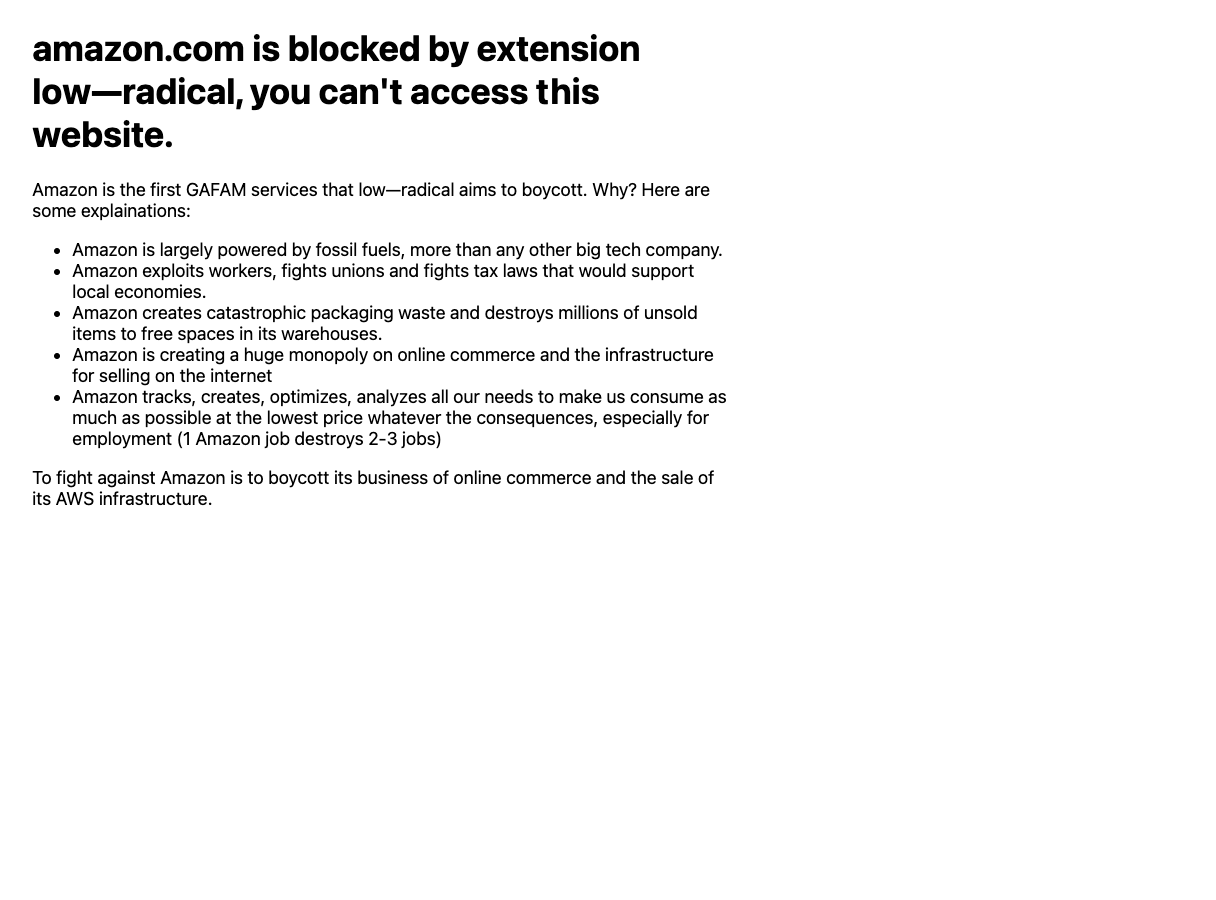 amazon.com is blocked by extension
low—radical, you can't access this
website.
Amazon is the first GAFAM services that low—radical aims to boycott. Why? Here are
some explainations:
• Amazon is largely powered by fossil fuels, more than any other big tech company.
• Amazon exploits workers, fights unions and fights tax laws that would support
local economies.
• Amazon creates catastrophic packaging waste and destroys millions of unsold
items to free spaces in its warehouses.
• Amazon is creating a huge monopoly on online commerce and the infrastructure
for selling on the internet
• Amazon tracks, creates, optimizes, analyzes all our needs to make us consume as
much as possible at the lowest price whatever the consequences, especially for
employment (1 Amazon job destroys 2-3 jobs)
To fight against Amazon is to boycott its business of online commerce and the sale of
its AWS infrastructure.